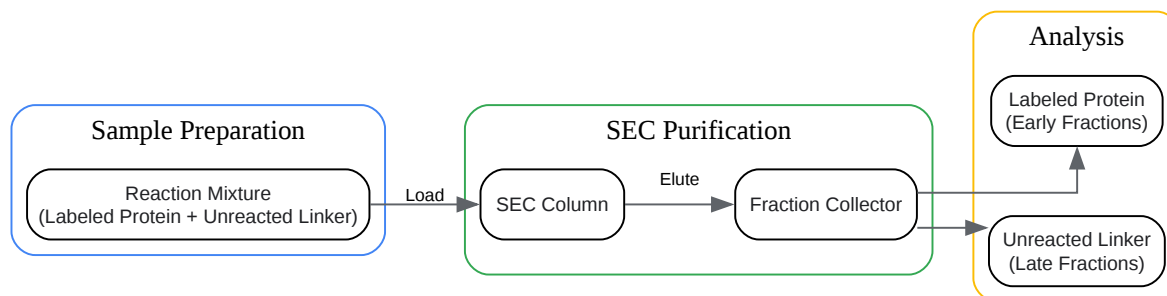 Sample Preparation
Reaction Mixture
(Labeled Protein + Unreacted Linker)
Load
SEC Purification
SEC Column
Elute
Fraction Collector
Analysis
Labeled Protein
(Early Fractions)
Unreacted Linker
(Late Fractions)